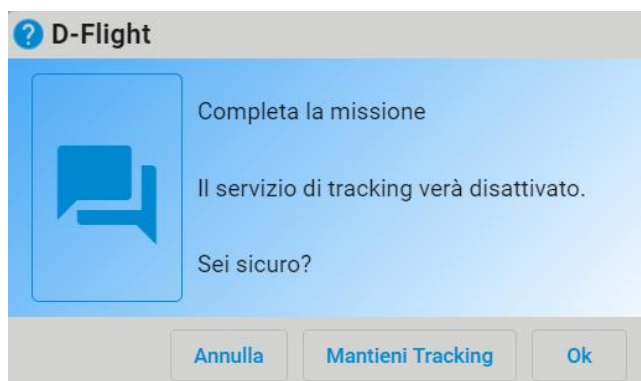 D-Flight
Completa la missione
Il servizio di tracking verà disattivato.
Sei sicuro?
Annulla
Mantieni Tracking
Ok